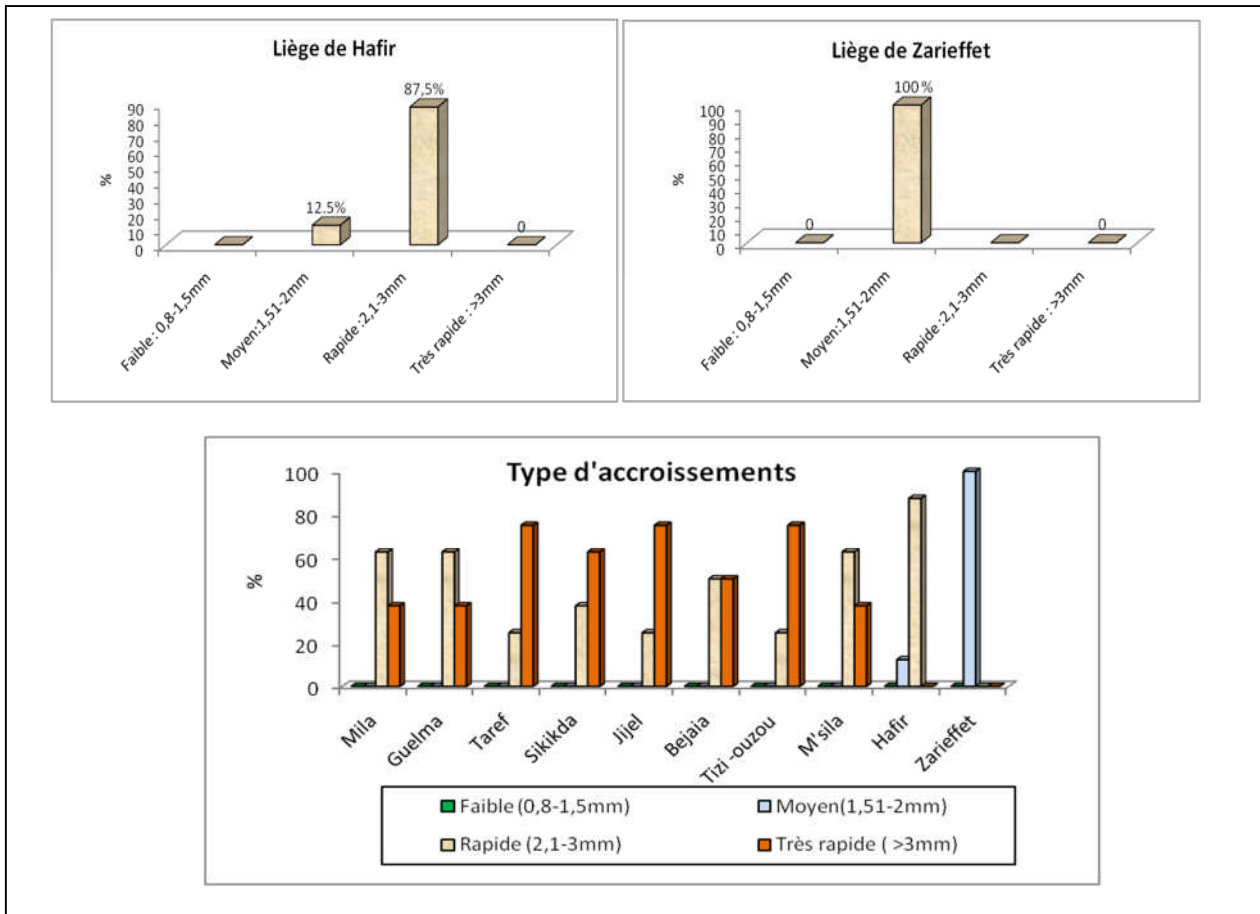 Liège de Hafir
87,5%
12.5%
0
%
90
80
70
60
50
40
30
20
10
0
Faible : 0,8-1,5mm
Moyen:1,51-2mm
Rapide :2,1-3mm
Très rapide : >3mm
Liège de Zarieffet
100 %
0
0
%
100
90
80
70
60
50
40
30
20
10
0
Faible : 0,8-1,5mm
Moyen:1,51-2mm
Rapide :2,1-3mm
Très rapide : >3mm
Type d'accroissements
%
100
80
60
40
20
0
Mila
Guelma
Taref
Sikikda
Jijel
Bejaia
Tizi -ouzou
M'sila
Hafir
Zarieffet
Faible (0,8-1,5mm)
Moyen(1,51-2mm)
Rapide (2,1-3mm)
Très rapide ( >3mm)